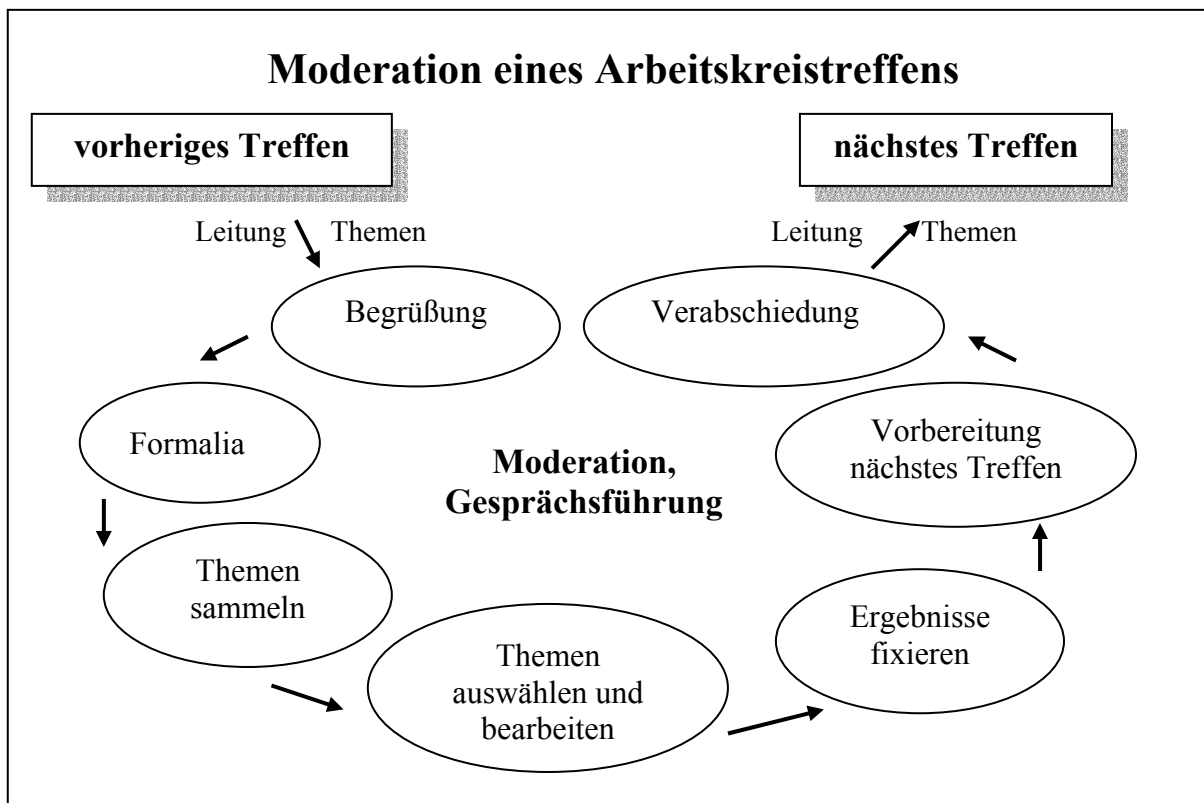 Moderation eines Arbeitskreistreffens
vorheriges Treffen
nächstes Treffen
Leitung Themen
Leitung Themen
Begrüßung
Verabschiedung
Formalia
Vorbereitung
nächstes Treffen
Moderation,
Gesprächsführung
Themen
sammeln
Ergebnisse
fixieren
Themen
auswählen und
bearbeiten